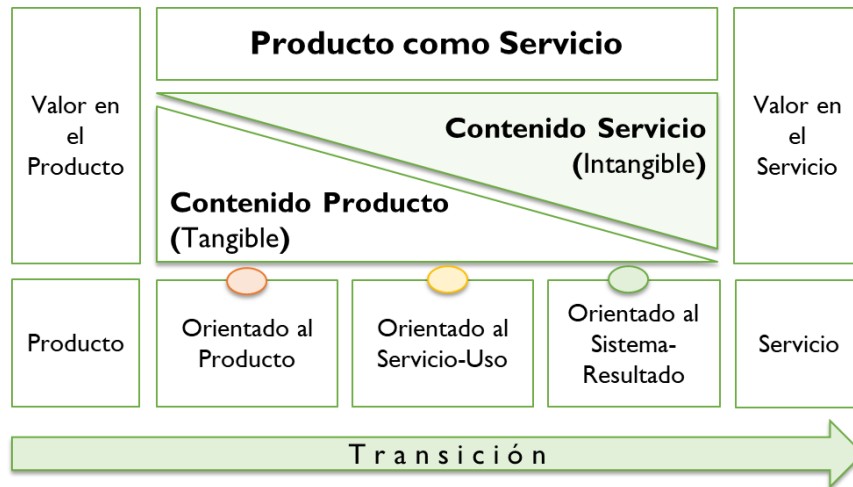 Producto como Servicio
Valor en
el
Producto
Contenido Servicio
(Intangible)
Contenido Producto
(Tangible)
Valor en
el
Servicio
Producto
Orientado al
Producto
Orientado al
Servicio-Uso
Orientado al
Sistema-
Resultado
Servicio
Transición